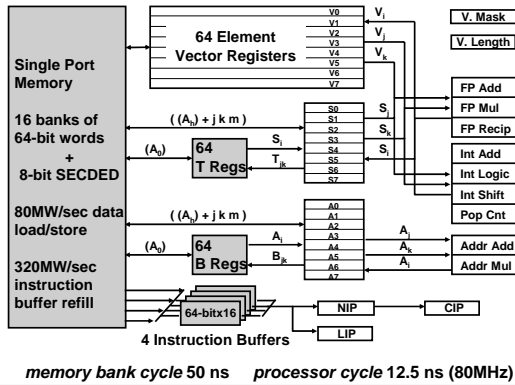 Single Port
Memory
16 banks of
64-bit words
+
8-bit SECDED
80MW/sec data
load/store
320MW/sec
instruction
buffer refill
64 Element
Vector Registers
V0
V1
V2
V3
V4
V5
V6
V7
Vi
Vj
Vk
V. Mask
V. Length
FP Add
FP Mul
FP Recip
Int Add
Int Logic
Int Shift
Pop Cnt
( (Ah) + j k m )
(A0)
64
T Regs
Si
Tjk
S0
S1
S2
S3
S4
S5
S6
S7
Sj
Sk
Si
( (Ah) + j k m )
(A0)
64
B Regs
Ai
Bjk
A0
A1
A2
A3
A4
A5
A6
A7
Aj
Ak
Ai
Addr Add
Addr Mul
64-bitx16
4 Instruction Buffers
NIP
CIP
LIP
memory bank cycle 50 ns processor cycle 12.5 ns (80MHz)